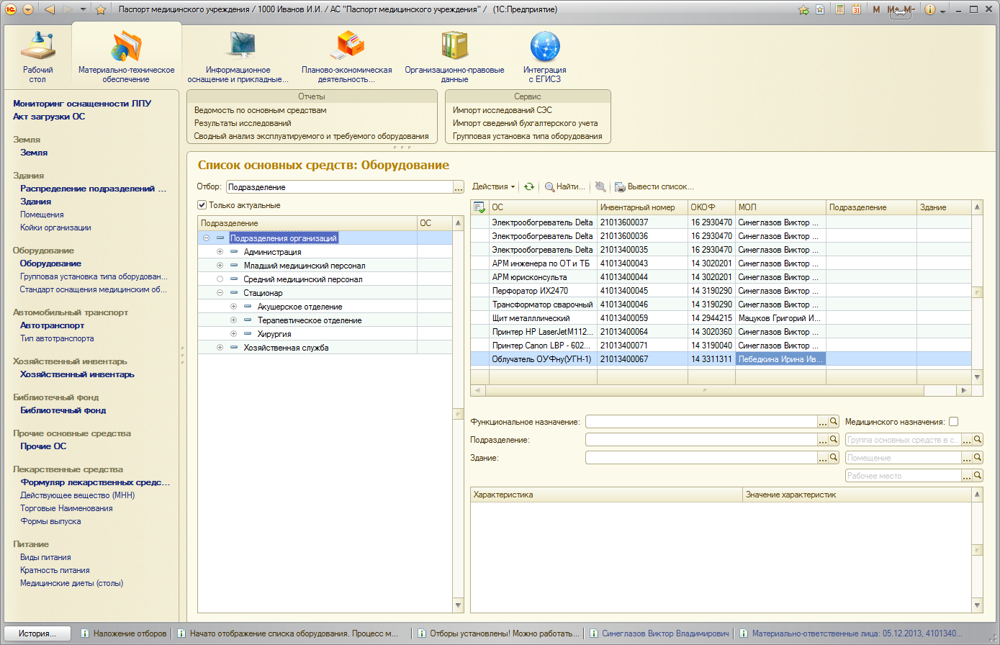 Паспорт медицинского учреждения / 1000 Иванов И.И. / АС "Паспорт медицинского учреждения" / (1С:Предприятие)
31 M M+ M-
Рабочий стол
Материально-техническое обеспечение
Информационное оснащение и прикладные...
Планово-экономическая деятельность...
Организационно-правовые данные
Интеграция с ЕГИСЗ
Мониторинг оснащенности ЛПУ
Акт загрузки ОС
Земля
Земля
Здания
Распределение подразделений ...
Здания
Помещения
Койки организации
Оборудование
Оборудование
Групповая установка типа оборудован...
Стандарт оснащения медицинским об...
Автомобильный транспорт
Автотранспорт
Тип автотранспорта
Хозяйственный инвентарь
Хозяйственный инвентарь
Библиотечный фонд
Библиотечный фонд
Прочие основные средства
Прочие ОС
Лекарственные средства
Формуляр лекарственных средс...
Действующее вещество (МНН)
Торговые Наименования
Формы выпуска
Питание
Виды питания
Кратность питания
Медицинские диеты (столы)
Отчеты
Ведомость по основным средствам
Результаты исследований
Сводный анализ эксплуатируемого и требуемого оборудования
Сервис
Импорт исследований СЭС
Импорт сведений бухгалтерского учета
Групповая установка типа оборудования
Список основных средств: Оборудование
Отбор: Подразделение ...
Только актуальные
Подразделение ОС
Подразделения организаций
Администрация
Младший медицинский персонал
Средний медицинский персонал
Стационар
Акушерское отделение
Терапевтическое отделение
Хирургия
Хозяйственная служба
Действия Найти... Вывести список...
ОС Инвентарный номер ОКОФ МОЛ Подразделение Здание
Электрообогреватель Delta 21013600037 16 2930470 Синеглазов Виктор ...
Электрообогреватель Delta 21013600036 16 2930470 Синеглазов Виктор ...
Электрообогреватель Delta 21013400035 16 2930470 Синеглазов Виктор ...
АРМ инженера по ОТ и ТБ 41013400043 14 3020201 Синеглазов Виктор ...
АРМ юрисконсульта 41013400044 14 3020201 Синеглазов Виктор ...
Перфоратор ИХ2470 41013400045 14 3190290 Синеглазов Виктор ...
Трансформатор сварочный 41013400046 14 3190290 Синеглазов Виктор ...
Щит металллический 41013400059 14 2944215 Мацуков Григорий И...
Принтер HP LaserJetM112... 21013400064 14 3020360 Синеглазов Виктор ...
Принтер Canon LBP - 602... 21013400071 14 3190040 Синеглазов Виктор ...
Облучатель ОУФну(УГН-1) 21013400067 14 3311311 Лебедкина Ирина Ив...
Функциональное назначение: ... Медицинского назначения:
Подразделение: ... Группа основных средств в с... ...
Здание: ... Помещение ...
Рабочее место ...
Характеристика Значение характеристик
История... Наложение отборов Начато отображение списка оборудования. Процесс м... Отборы установлены! Можно работать... Синеглазов Виктор Владимирович Материально-ответственные лица: 05.12.2013, 4101340...